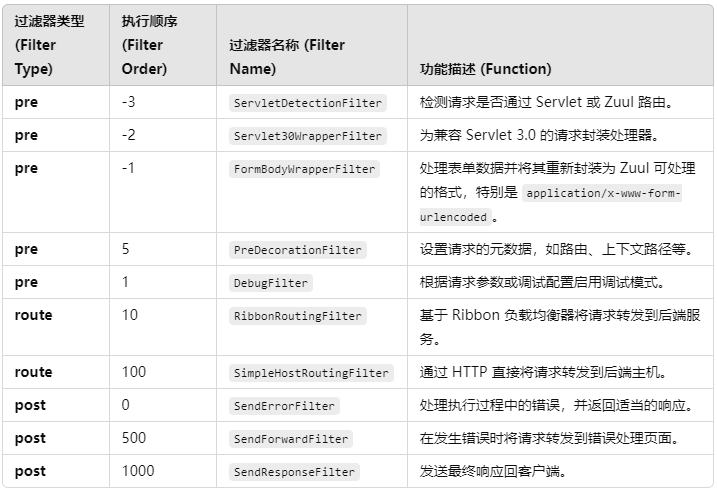 过滤器类型 (Filter Type) 执行顺序 (Filter Order) 过滤器名称 (Filter Name) 功能描述 (Function)
pre -3 ServletDetectionFilter 检测请求是否通过 Servlet 或 Zuul 路由。
pre -2 Servlet30WrapperFilter 为兼容 Servlet 3.0 的请求封装处理器。
pre -1 FormBodyWrapperFilter 处理表单数据并将其重新封装为 Zuul 可处理
的格式，特别是 application/x-www-form-
urlencoded。
pre 5 PreDecorationFilter 设置请求的元数据，如路由、上下文路径等。
pre 1 DebugFilter 根据请求参数或调试配置启用调试模式。
route 10 RibbonRoutingFilter 基于 Ribbon 负载均衡器将请求转发到后端服
务。
route 100 SimpleHostRoutingFilter 通过 HTTP 直接将请求转发到后端主机。
post 0 SendErrorFilter 处理执行过程中的错误，并返回适当的响应。
post 500 SendForwardFilter 在发生错误时将请求转发到错误处理页面。
post 1000 SendResponseFilter 发送最终响应回客户端。